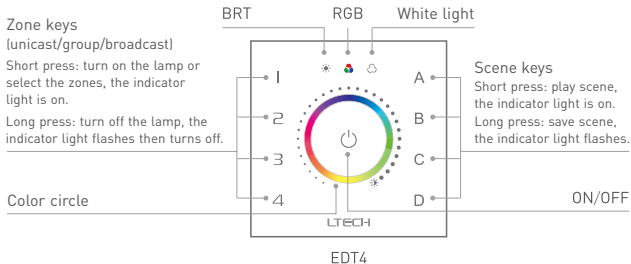 BRT RGB White light
Zone keys
(unicast/group/broadcast)
Short press: turn on the lamp or
select the zones, the indicator
light is on.
Long press: turn off the lamp, the
indicator light flashes then turns off.
Color circle
1
2
3
4
A
B
C
D
LTECH
Scene keys
Short press: play scene,
the indicator light is on.
Long press: save scene,
the indicator light flashes.
ON/OFF
EDT4